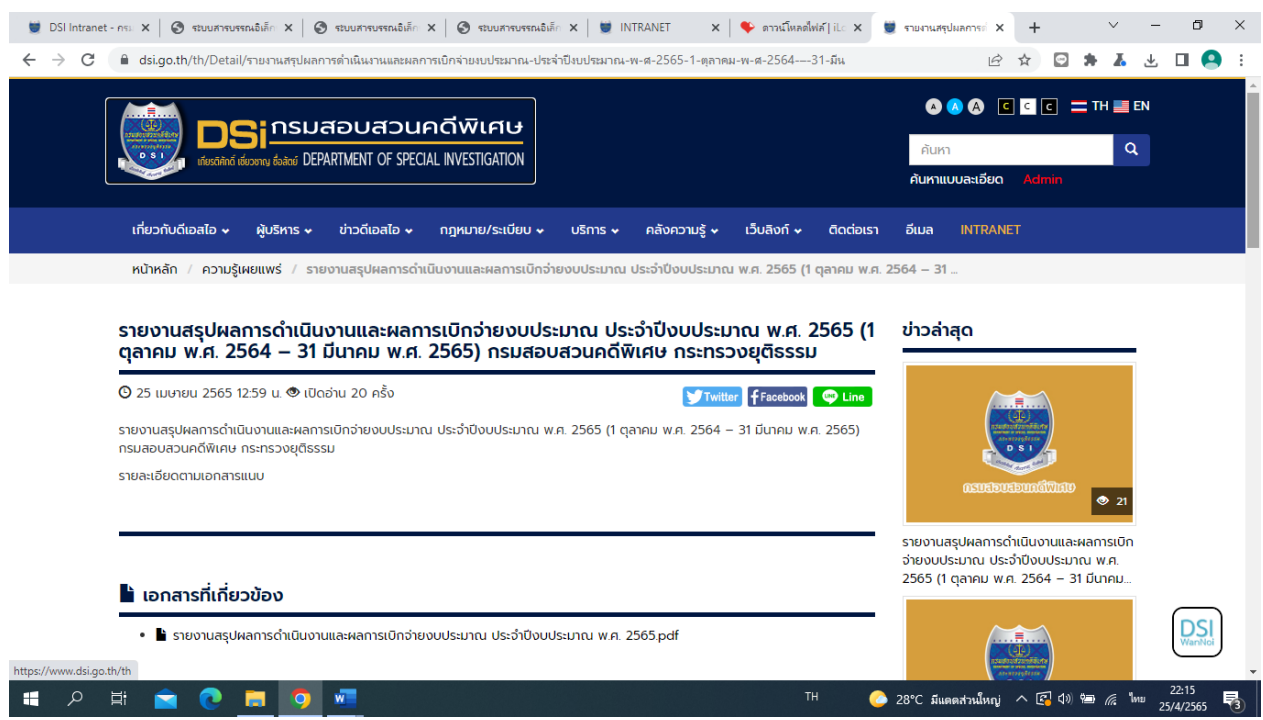 DSI Intranet - กรม
ระบบสารบรรณอิเล็ก
ระบบสารบรรณอิเล็ก
ระบบสารบรรณอิเล็ก
INTRANET
ดาวน์โหลดไฟล์ | iLo
รายงานสรุปผลการดำ
dsi.go.th/th/Detail/รายงานสรุปผลการดำเนินงานและผลการเบิกจ่ายงบประมาณ-ประจำปีงบประมาณ-พ-ศ-2565-1-ตุลาคม-พ-ศ-2564-–-31-มีน
DSI กรมสอบสวนคดีพิเศษ
เกียรติศักดิ์ เชี่ยวชาญ ซื่อสัตย์ DEPARTMENT OF SPECIAL INVESTIGATION
A A A C C C TH EN
ค้นหา
ค้นหาแบบละเอียด Admin
เกี่ยวกับดีเอสไอ ผู้บริหาร ข่าวดีเอสไอ กฎหมาย/ระเบียบ บริการ คลังความรู้ เว็บลิงก์ ติดต่อเรา อีเมล INTRANET
หน้าหลัก / ความรู้เผยแพร่ / รายงานสรุปผลการดำเนินงานและผลการเบิกจ่ายงบประมาณ ประจำปีงบประมาณ พ.ศ. 2565 (1 ตุลาคม พ.ศ. 2564 – 31 ...
รายงานสรุปผลการดำเนินงานและผลการเบิกจ่ายงบประมาณ ประจำปีงบประมาณ พ.ศ. 2565 (1
ตุลาคม พ.ศ. 2564 – 31 มีนาคม พ.ศ. 2565) กรมสอบสวนคดีพิเศษ กระทรวงยุติธรรม
25 เมษายน 2565 12:59 น. เปิดอ่าน 20 ครั้ง
Twitter Facebook Line
รายงานสรุปผลการดำเนินงานและผลการเบิกจ่ายงบประมาณ ประจำปีงบประมาณ พ.ศ. 2565 (1 ตุลาคม พ.ศ. 2564 – 31 มีนาคม พ.ศ. 2565)
กรมสอบสวนคดีพิเศษ กระทรวงยุติธรรม
รายละเอียดตามเอกสารแนบ
เอกสารที่เกี่ยวข้อง
รายงานสรุปผลการดำเนินงานและผลการเบิกจ่ายงบประมาณ ประจำปีงบประมาณ พ.ศ. 2565.pdf
ข่าวล่าสุด
DSI
กรมสอบสวนคดีพิเศษ
21
รายงานสรุปผลการดำเนินงานและผลการเบิก
จ่ายงบประมาณ ประจำปีงบประมาณ พ.ศ.
2565 (1 ตุลาคม พ.ศ. 2564 – 31 มีนาคม...
DSI
WanNoi
https://www.dsi.go.th/th
TH
28°C มีแดดส่วนใหญ่
ไทย
22:15
25/4/2565
3